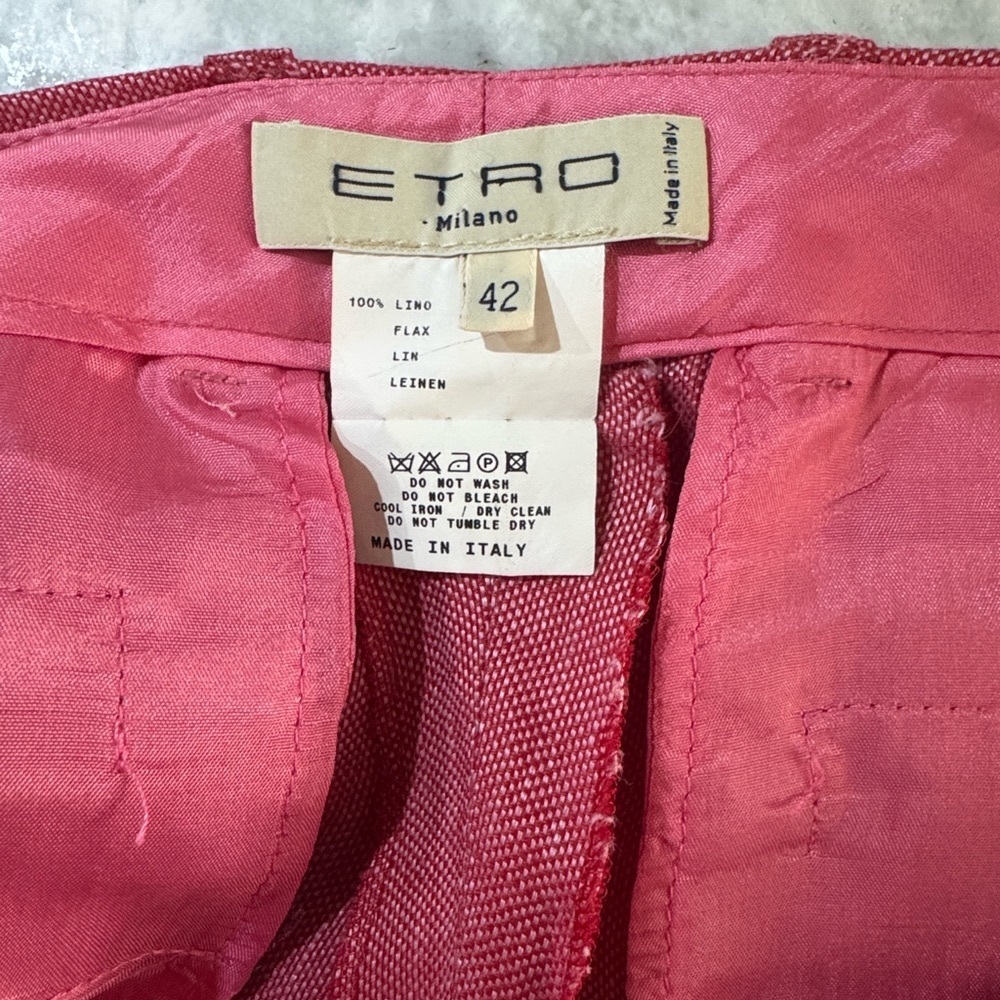 ETRO
Milano
Made in Italy
42
100% LINO
FLAX
LIN
LEINEN
P
DO NOT WASH
DO NOT BLEACH
COOL IRON / DRY CLEAN
DO NOT TUMBLE DRY
MADE IN ITALY